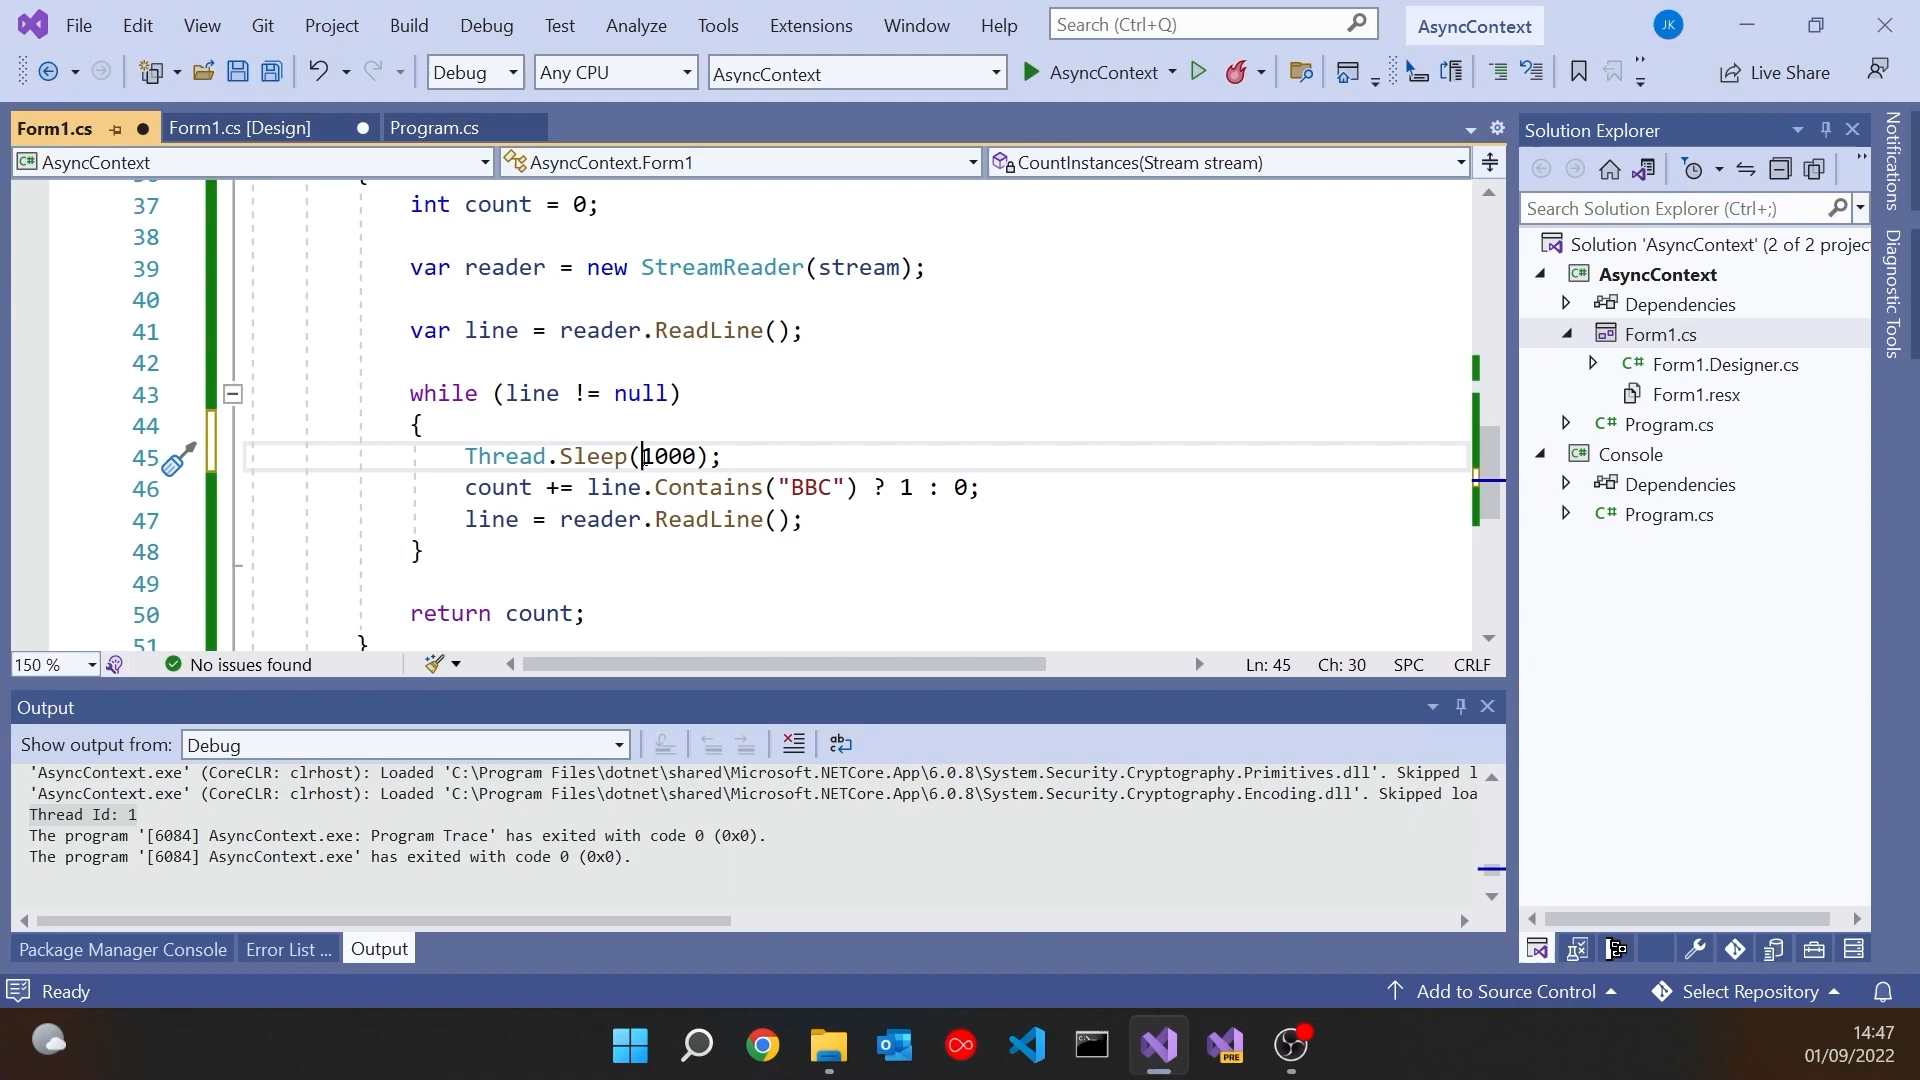 File Edit View Git Project Build Debug Test Analyze Tools Extensions Window Help Search (Ctrl+Q) AsyncContext JK
Debug Any CPU AsyncContext AsyncContext Live Share
Form1.cs Form1.cs [Design] Program.cs
AsyncContext AsyncContext.Form1 CountInstances(Stream stream)
37 int count = 0;
38
39 var reader = new StreamReader(stream);
40
41 var line = reader.ReadLine();
42
43 while (line != null)
44 {
45 Thread.Sleep(1000);
46 count += line.Contains("BBC") ? 1 : 0;
47 line = reader.ReadLine();
48 }
49
50 return count;
51 }
150 % No issues found Ln: 45 Ch: 30 SPC CRLF
Output
Show output from: Debug
'AsyncContext.exe' (CoreCLR: clrhost): Loaded 'C:\Program Files\dotnet\shared\Microsoft.NETCore.App\6.0.8\System.Security.Cryptography.Primitives.dll'. Skipped l
'AsyncContext.exe' (CoreCLR: clrhost): Loaded 'C:\Program Files\dotnet\shared\Microsoft.NETCore.App\6.0.8\System.Security.Cryptography.Encoding.dll'. Skipped loa
Thread Id: 1
The program '[6084] AsyncContext.exe: Program Trace' has exited with code 0 (0x0).
The program '[6084] AsyncContext.exe' has exited with code 0 (0x0).
Package Manager Console Error List ... Output
Solution Explorer
Search Solution Explorer (Ctrl+;)
Solution 'AsyncContext' (2 of 2 projec
C# AsyncContext
Dependencies
Form1.cs
C# Form1.Designer.cs
Form1.resx
C# Program.cs
C# Console
Dependencies
C# Program.cs
Notifications
Diagnostic Tools
Ready Add to Source Control Select Repository
PRE
14:47
01/09/2022